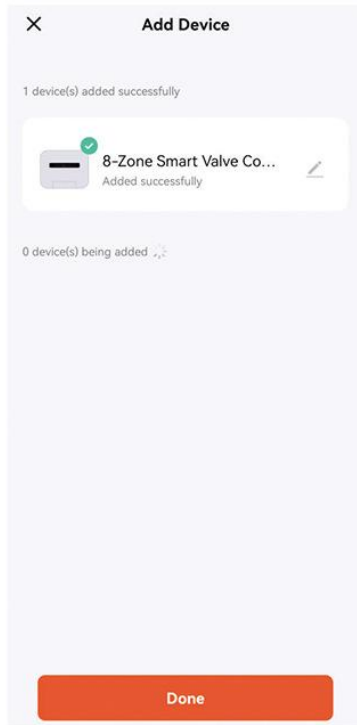 Add Device
1 device(s) added successfully
8-Zone Smart Valve Co...
Added successfully
0 device(s) being added
Done